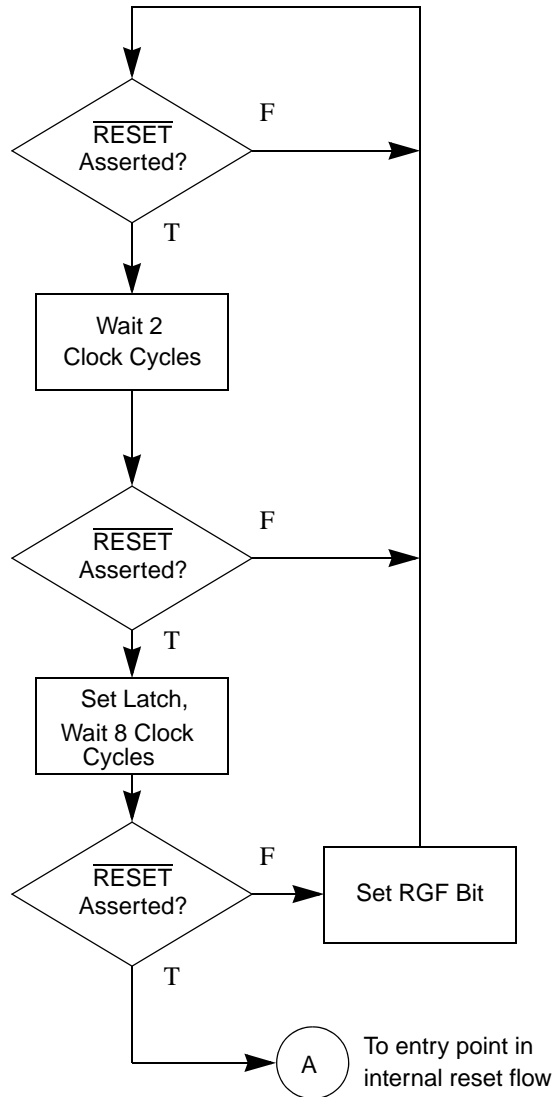 F
RESET
Asserted?
T
Wait 2
Clock Cycles
F
RESET
Asserted?
T
Set Latch,
Wait 8 Clock
Cycles
F
RESET
Asserted?
Set RGF Bit
T
A
To entry point in
internal reset flow